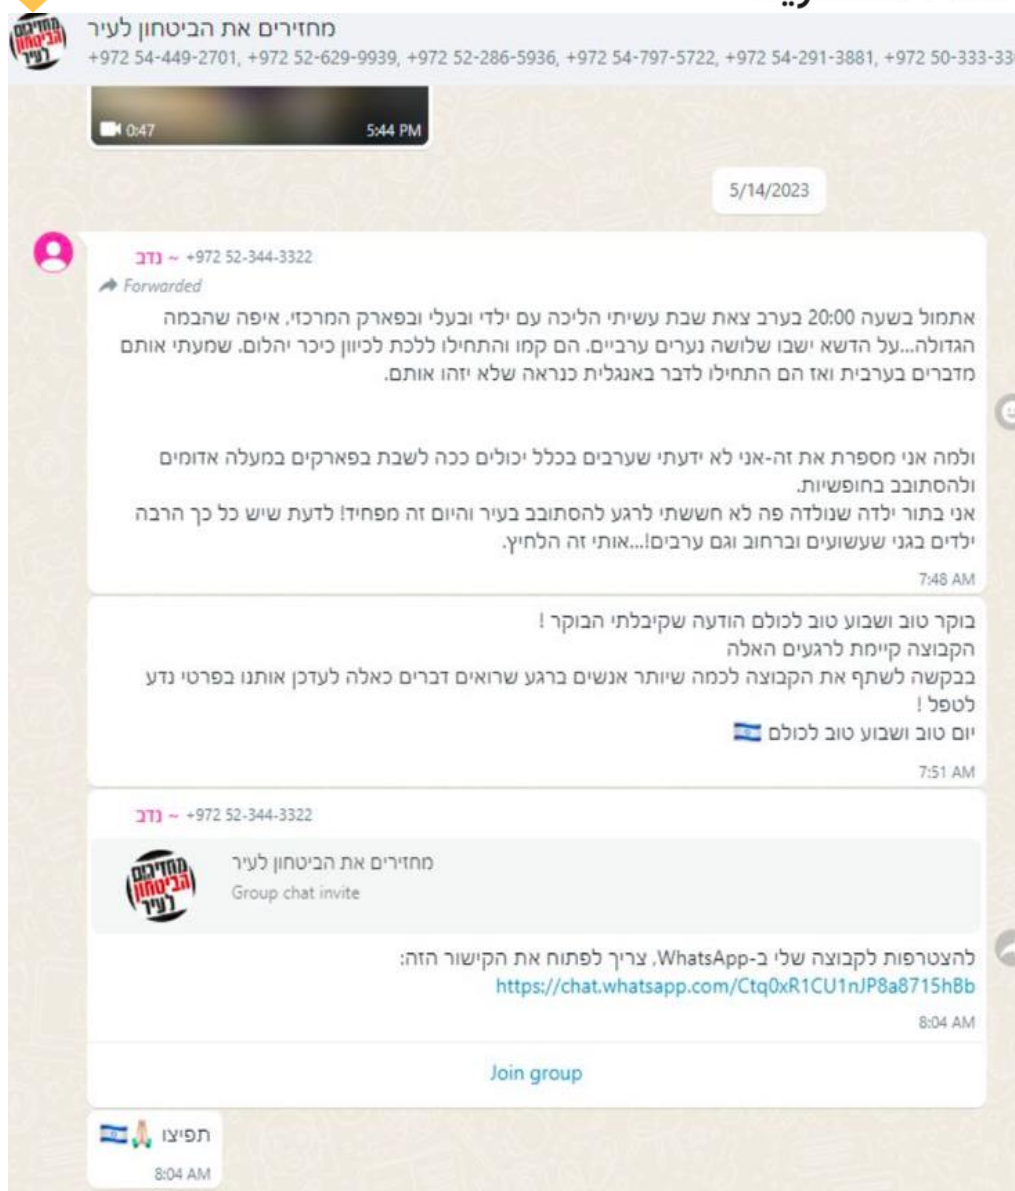 מחזירים את הביטחון לעיר
+972 54-449-2701, +972 52-629-9939, +972 52-286-5936, +972 54-797-5722, +972 54-291-3881, +972 50-333-33
מחזירים
הביטחון
לעיר
0:47 5:44 PM
5/14/2023
+972 52-344-3322 ~ נדב
Forwarded
אתמול בשעה 20:00 בערב צאת שבת עשיתי הליכה עם ילדי ובעלי ובפארק המרכזי. איפה שהבמה
הגדולה...על הדשא ישבו שלושה נערים ערביים. הם קמו והתחילו ללכת לכיוון כיכר יהלום. שמעתי אותם
מדברים בערבית ואז הם התחילו לדבר באנגלית כנראה שלא יזהו אותם.
ולמה אני מספרת את זה-אני לא ידעתי שערבים בכלל יכולים ככה לשבת בפארקים במעלה אדומים
ולהסתובב בחופשיות.
אני בתור ילדה שנולדה פה לא חששתי לרגע להסתובב בעיר והיום זה מפחיד! לדעת שיש כל כך הרבה
ילדים בגני שעשועים וברחוב וגם ערבים!...אותי זה הלחיץ.
7:48 AM
בוקר טוב ושבוע טוב לכולם הודעה שקיבלתי הבוקר !
הקבוצה קיימת לרגעים האלה
בבקשה לשתף את הקבוצה לכמה שיותר אנשים ברגע שרואים דברים כאלה לעדכן אותנו בפרטי נדע
לטפל !
יום טוב ושבוע טוב לכולם 🇮🇱
7:51 AM
+972 52-344-3322 ~ נדב
מחזירים
הביטחון
לעיר
מחזירים את הביטחון לעיר
Group chat invite
להצטרפות לקבוצה שלי ב-WhatsApp, צריך לפתוח את הקישור הזה:
https://chat.whatsapp.com/Ctq0xR1CU1nJP8a8715hBb
8:04 AM
Join group
תפיצו 🙏🏻🇮🇱
8:04 AM